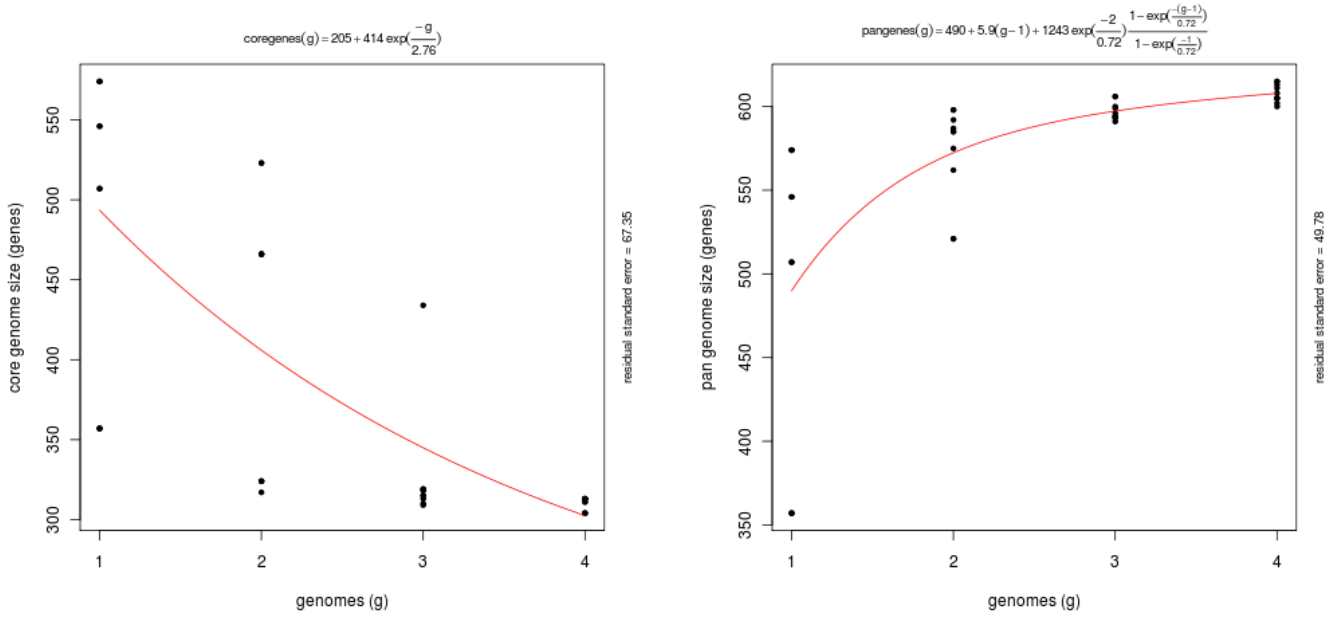 coregenes(g) = 205 + 414 exp(−g/2.76)
core genome size (genes)
550
500
450
400
350
300
1 2 3 4
genomes (g)
residual standard error = 67.35
pangenes(g) = 490 + 5.9(g−1) + 1243 exp(−2/0.72) (1−exp(−(g−1)/0.72))/(1−exp(−1/0.72))
pan genome size (genes)
600
550
500
450
400
350
1 2 3 4
genomes (g)
residual standard error = 49.78